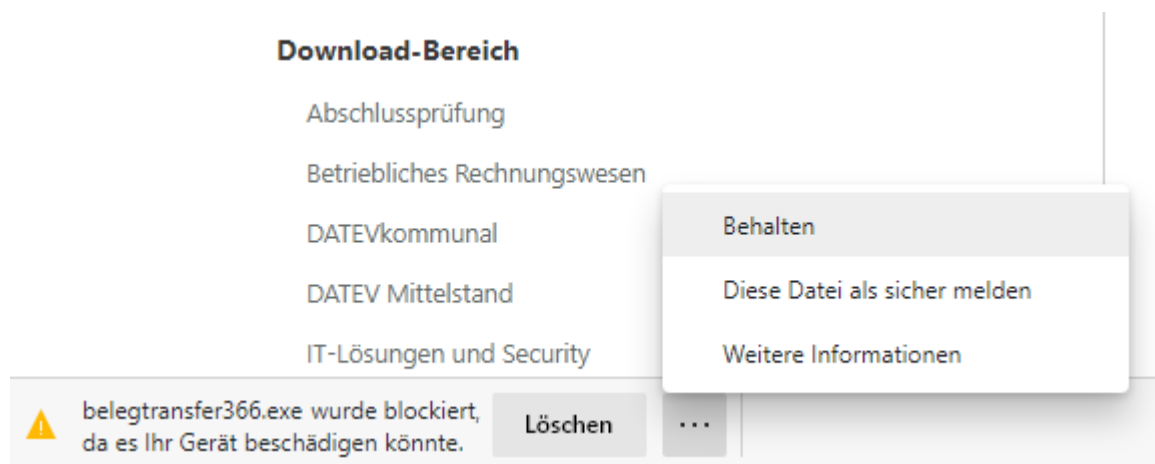 Download-Bereich
Abschlussprüfung
Betriebliches Rechnungswesen
DATEVkommunal
DATEV Mittelstand
IT-Lösungen und Security
Behalten
Diese Datei als sicher melden
Weitere Informationen
belegtransfer366.exe wurde blockiert,
da es Ihr Gerät beschädigen könnte.
Löschen
...